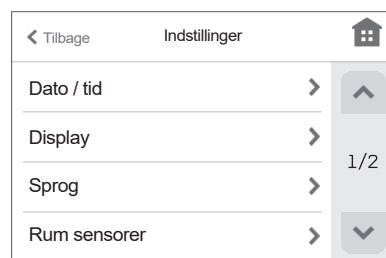 Tilbage Indstillinger
Dato / tid
Display
1/2
Sprog
Rum sensorer